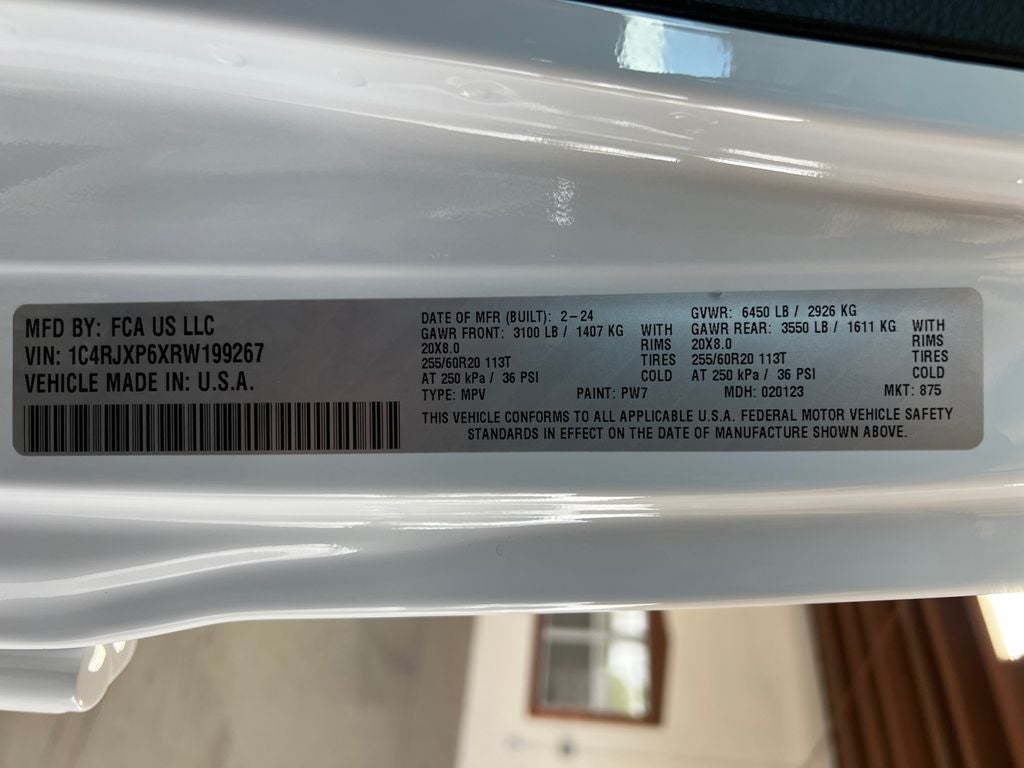 MFD BY: FCA US LLC
VIN: 1C4RJXP6XRW199267
VEHICLE MADE IN: U.S.A.
DATE OF MFR (BUILT): 2-24
GAWR FRONT: 3100 LB / 1407 KG WITH
20X8.0 RIMS
255/60R20 113T TIRES
AT 250 kPa / 36 PSI COLD
TYPE: MPV PAINT: PW7
GVWR: 6450 LB / 2926 KG
GAWR REAR: 3550 LB / 1611 KG WITH
20X8.0 RIMS
255/60R20 113T TIRES
AT 250 kPa / 36 PSI COLD
MDH: 020123 MKT: 875
THIS VEHICLE CONFORMS TO ALL APPLICABLE U.S.A. FEDERAL MOTOR VEHICLE SAFETY
STANDARDS IN EFFECT ON THE DATE OF MANUFACTURE SHOWN ABOVE.